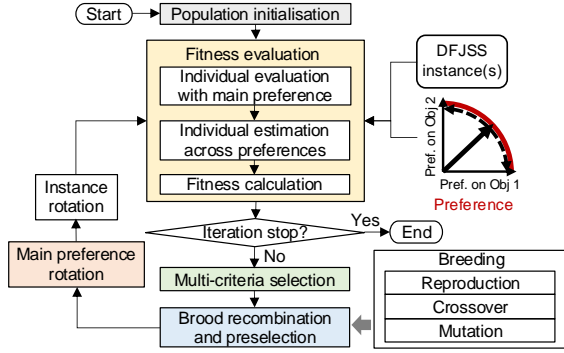 Start
Population initialisation
Fitness evaluation
Individual evaluation
with main preference
Individual estimation
across preferences
Fitness calculation
DFJSS
instance(s)
Pref. on Obj 2
Pref. on Obj 1
Preference
Instance
rotation
Main preference
rotation
Iteration stop?
Yes
End
No
Multi-criteria selection
Brood recombination
and preselection
Breeding
Reproduction
Crossover
Mutation